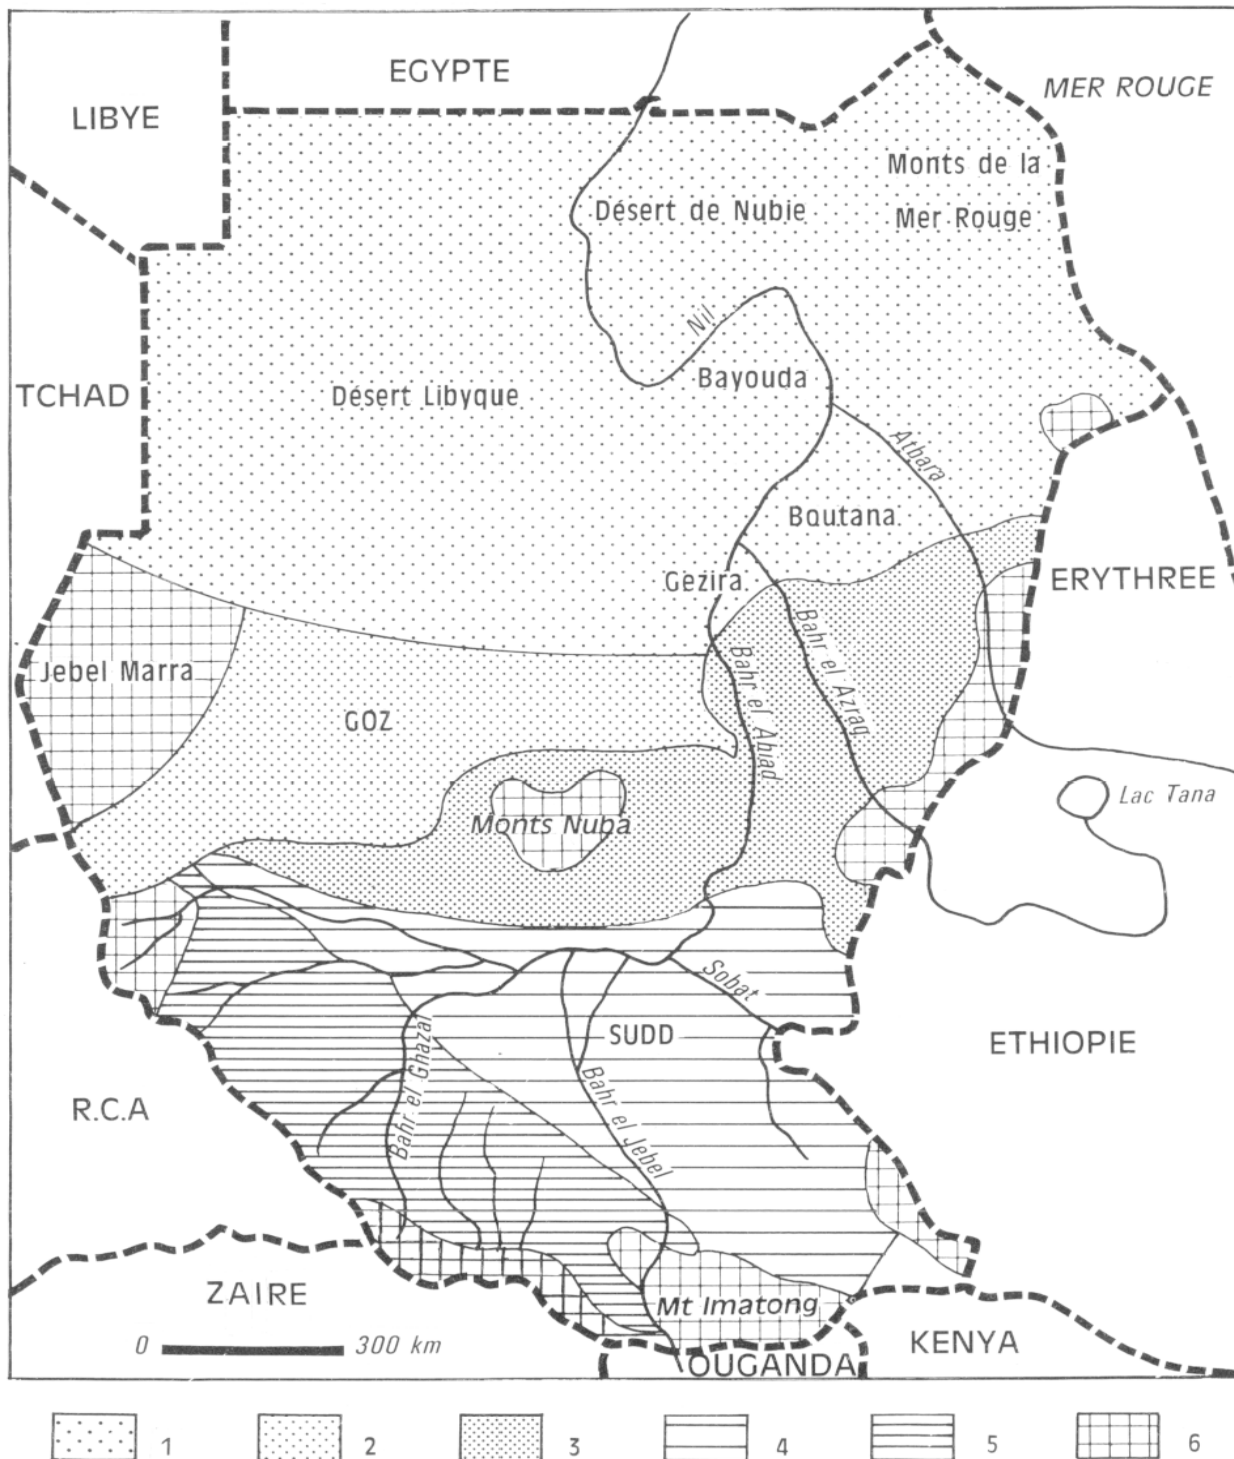 EGYPTE
LIBYE
MER ROUGE
Monts de la
Mer Rouge
Désert de Nubie
Nil
Bayouda
TCHAD
Désert Libyque
Atbara
Boutana
Gezira
ERYTHREE
Jebel Marra
Bahr el Abiad
Bahr el Azraq
GOZ
Lac Tana
Monts Nuba
Sobat
SUDD
ETHIOPIE
Bahr el Ghazal
Bahr el Jebel
R.C.A
ZAIRE
Mt Imatong
0 300 km
KENYA
OUGANDA
1 2 3 4 5 6